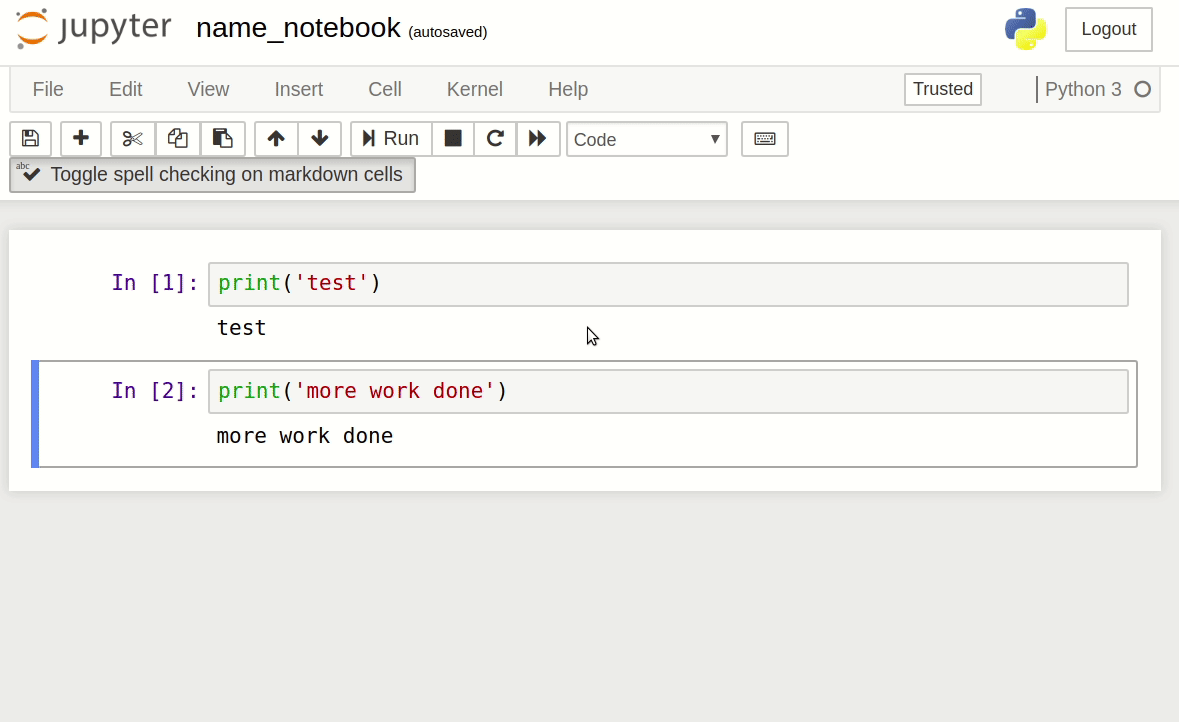 jupyter name_notebook (autosaved) Logout
File Edit View Insert Cell Kernel Help Trusted Python 3
Run Code
abc Toggle spell checking on markdown cells
In [1]: print('test')
test
In [2]: print('more work done')
more work done